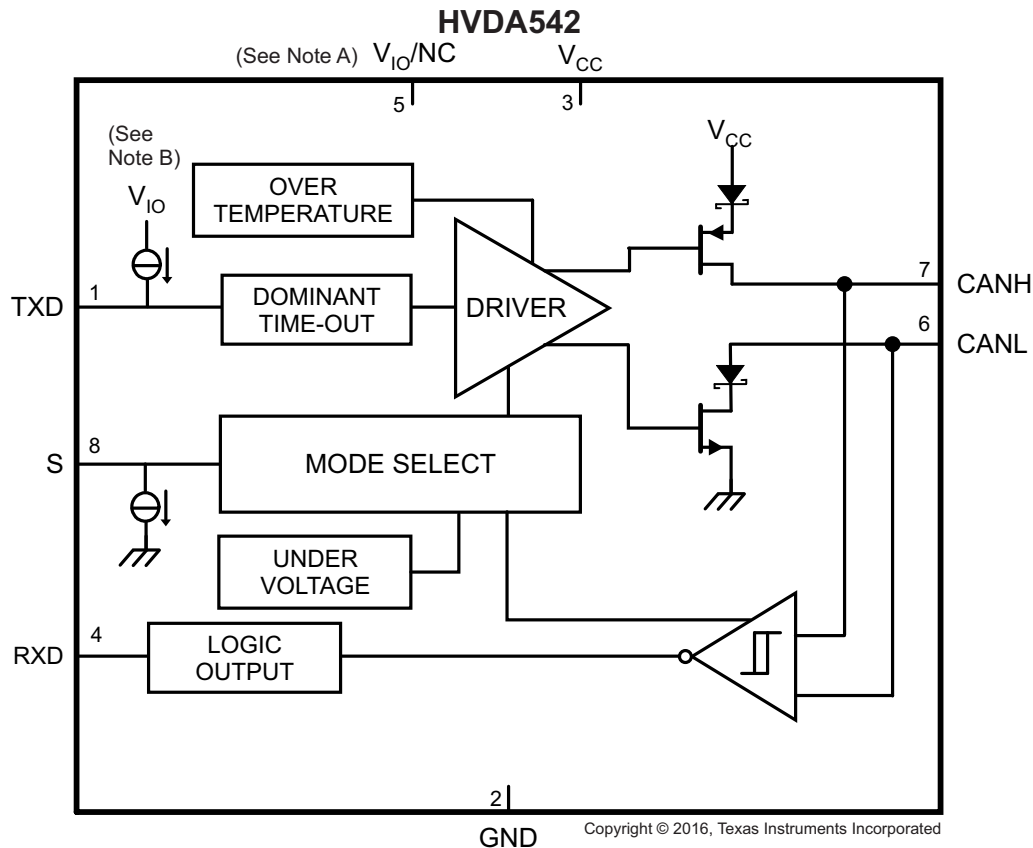 HVDA542
(See Note A) V_IO/NC V_CC
5 3
(See
Note B)
V_IO
V_CC
OVER
TEMPERATURE
TXD 1
DOMINANT
TIME-OUT
DRIVER
7 CANH
6 CANL
S 8
MODE SELECT
UNDER
VOLTAGE
RXD 4
LOGIC
OUTPUT
2
GND
Copyright © 2016, Texas Instruments Incorporated